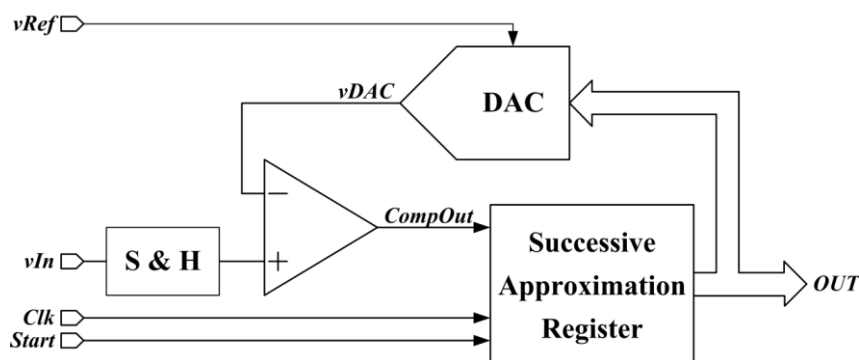 vRef
vDAC
DAC
−
CompOut
vIn
S & H
+
Successive
Approximation
Register
OUT
Clk
Start